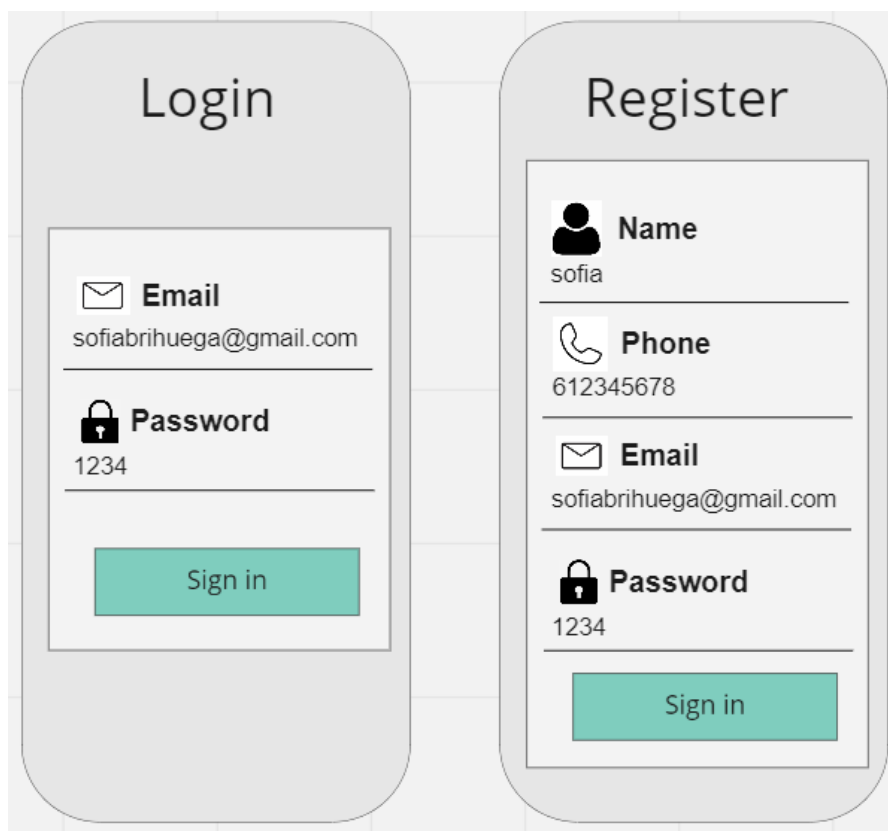 Login
Email
sofiabrihuega@gmail.com
Password
1234
Sign in
Register
Name
sofia
Phone
612345678
Email
sofiabrihuega@gmail.com
Password
1234
Sign in